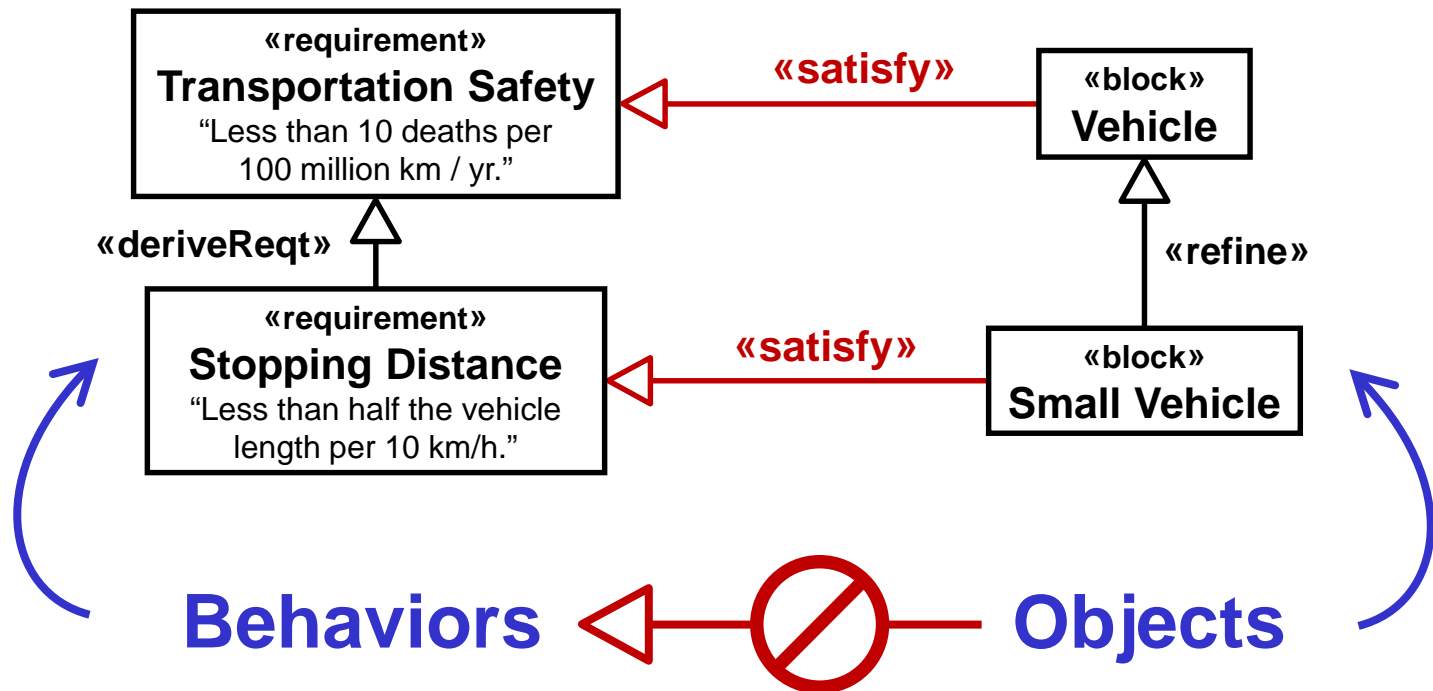 «requirement»
Transportation Safety
“Less than 10 deaths per
100 million km / yr.”
«satisfy»
«block»
Vehicle
«deriveReqt»
«refine»
«requirement»
Stopping Distance
“Less than half the vehicle
length per 10 km/h.”
«satisfy»
«block»
Small Vehicle
Behaviors
Objects